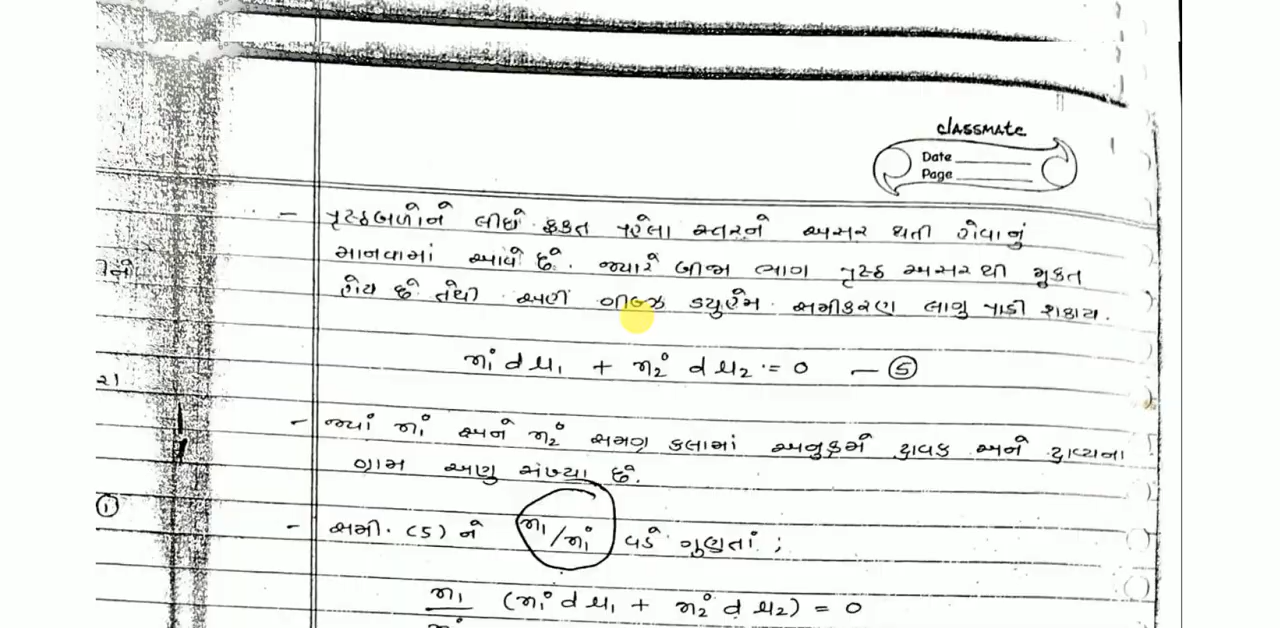 classmate
Date
Page
- પૃષ્ઠબળોને લીધે ફક્ત પહેલા સ્તરને અસર થતી હોવાનું
માનવામાં આવે છે. જ્યારે બીજા ભાગ પૃષ્ઠ અસરથી મુક્ત
હોય છે તેથી અહીં ગીબ્ઝ ડયુહેમ સમીકરણ લાગુ પાડી શકાય.
n₁° dμ₁ + n₂° dμ₂ = 0 — ⑤
- જ્યાં n₁° અને n₂° સમગ્ર કલામાં અનુક્રમે દ્રાવક અને દ્રાવ્યના
ગ્રામ અણુ સંખ્યા છે.
①
- સમી. (5) ને n₁/n₁° વડે ગુણતાં ;
n₁ (n₁° dμ₁ + n₂° dμ₂) = 0